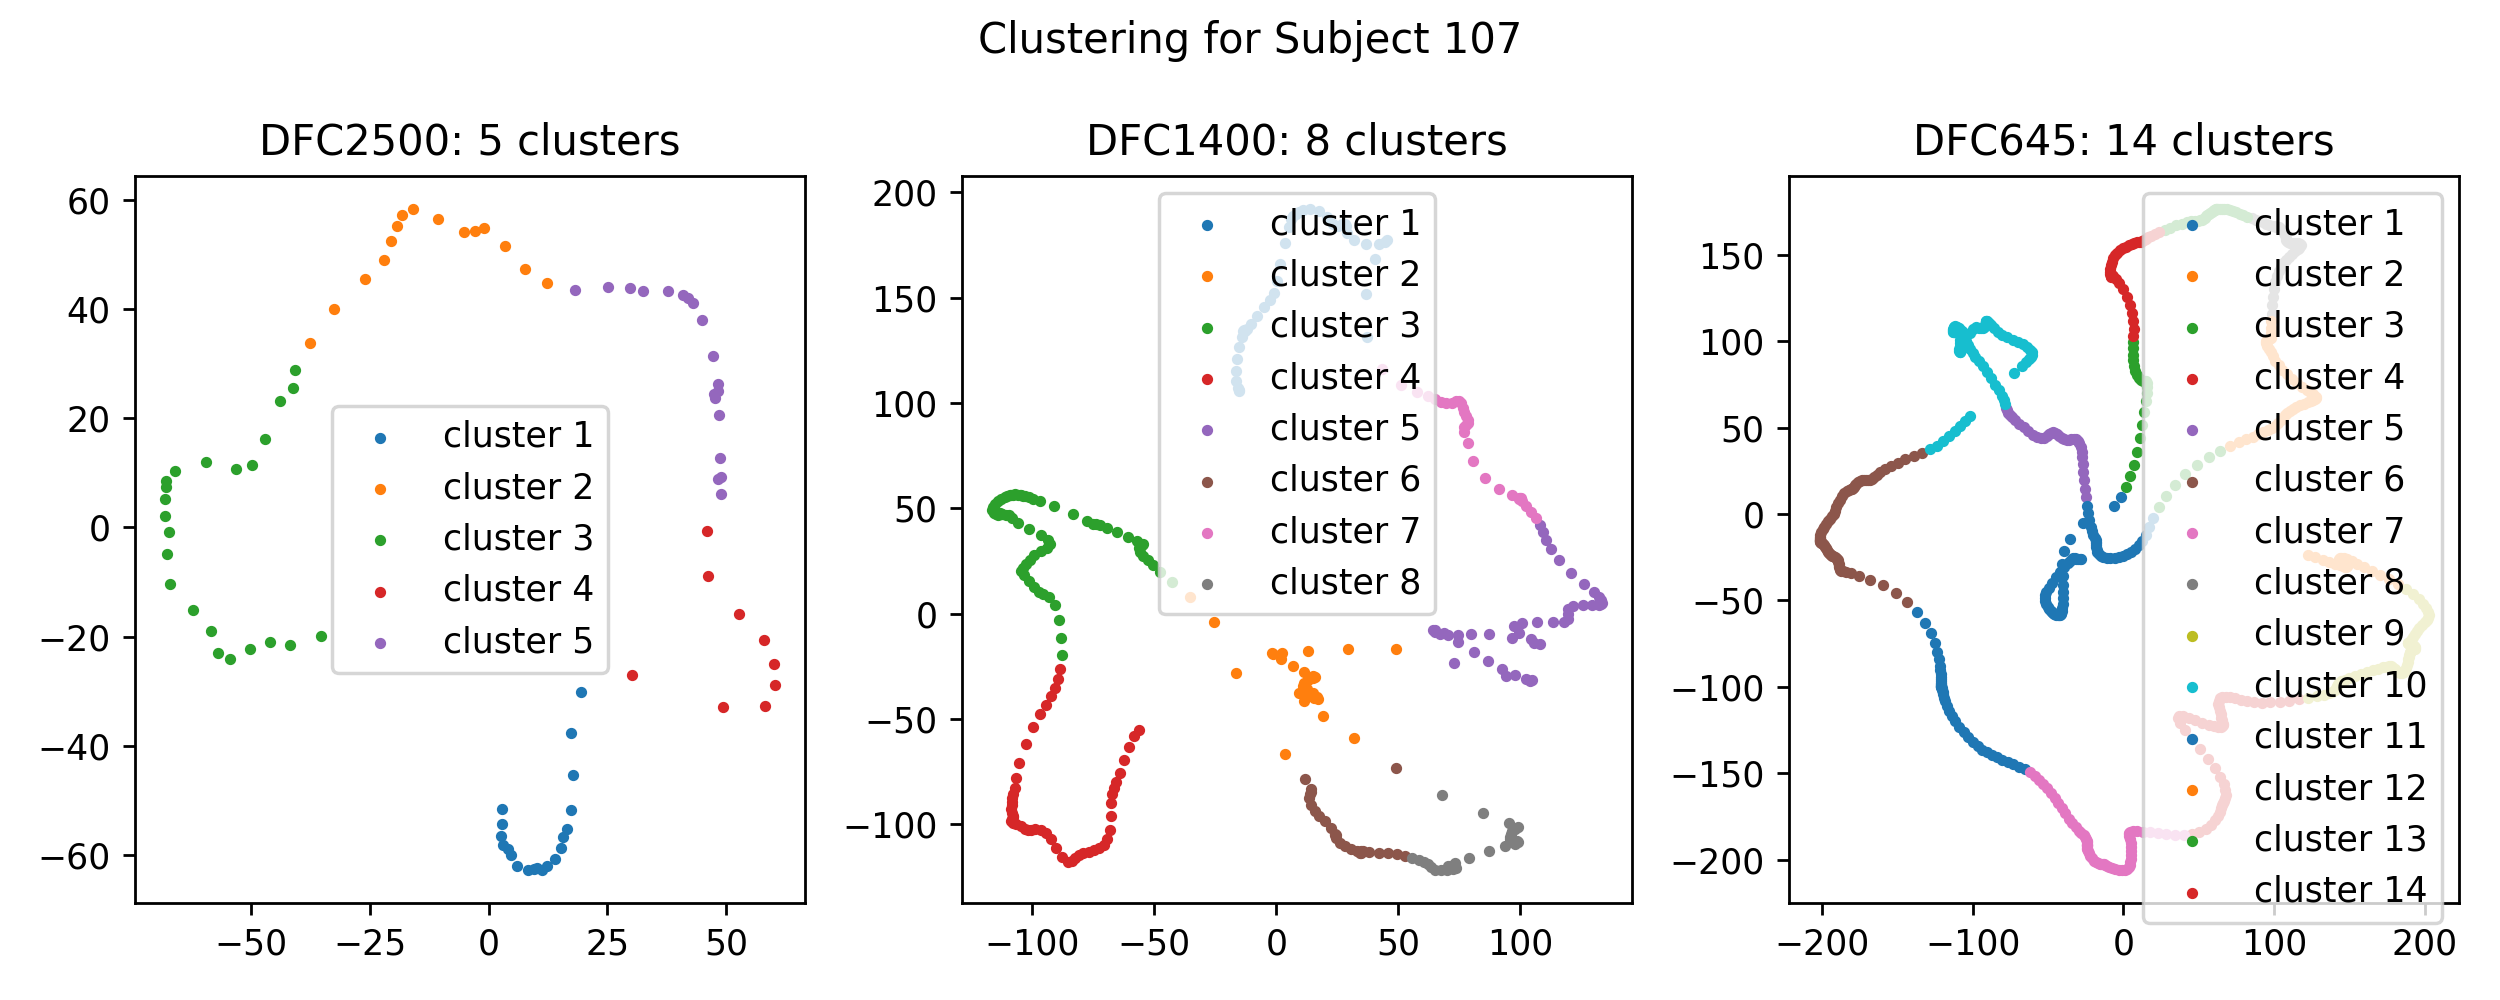 Clustering for Subject 107
DFC2500: 5 clusters
60
40
20
0
−20
−40
−60
−50
−25
0
25
50
cluster 1
cluster 2
cluster 3
cluster 4
cluster 5
DFC1400: 8 clusters
200
150
100
50
0
−50
−100
−100
−50
0
50
100
cluster 1
cluster 2
cluster 3
cluster 4
cluster 5
cluster 6
cluster 7
cluster 8
DFC645: 14 clusters
150
100
50
0
−50
−100
−150
−200
−200
−100
0
100
200
cluster 1
cluster 2
cluster 3
cluster 4
cluster 5
cluster 6
cluster 7
cluster 8
cluster 9
cluster 10
cluster 11
cluster 12
cluster 13
cluster 14